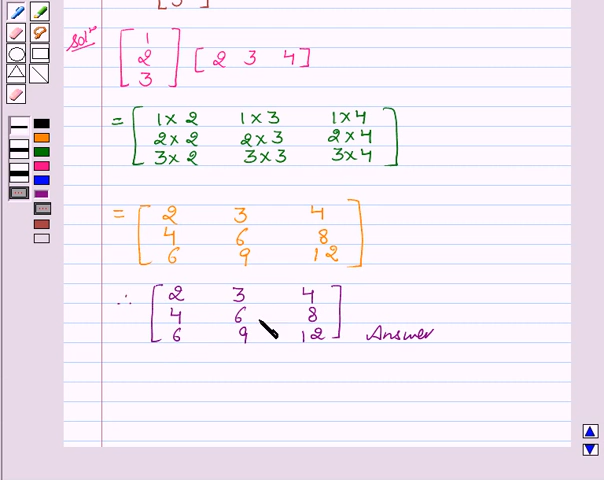 Solⁿ
1
2 [ 2 3 4 ]
3
= 1×2 1×3 1×4
2×2 2×3 2×4
3×2 3×3 3×4
= 2 3 4
4 6 8
6 9 12
∴ 2 3 4
4 6 8
6 9 12 Answer